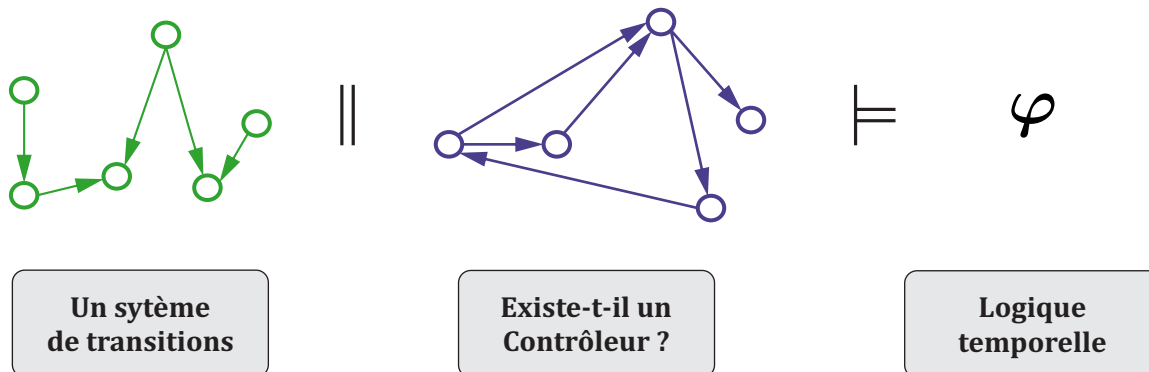 || ⊨ φ
Un sytème
de transitions
Existe-t-il un
Contrôleur ?
Logique
temporelle